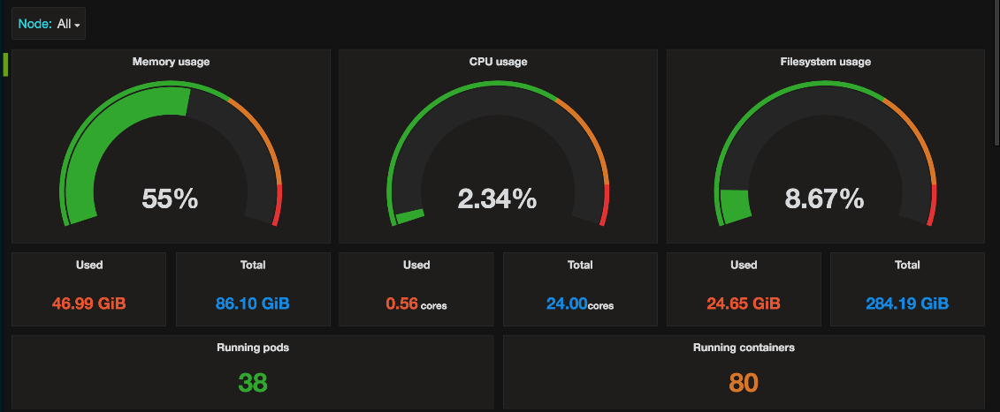 Node: All
Memory usage
CPU usage
Filesystem usage
55%
2.34%
8.67%
Used
Total
Used
Total
Used
Total
46.99 GiB
86.10 GiB
0.56 cores
24.00cores
24.65 GiB
284.19 GiB
Running pods
Running containers
38
80